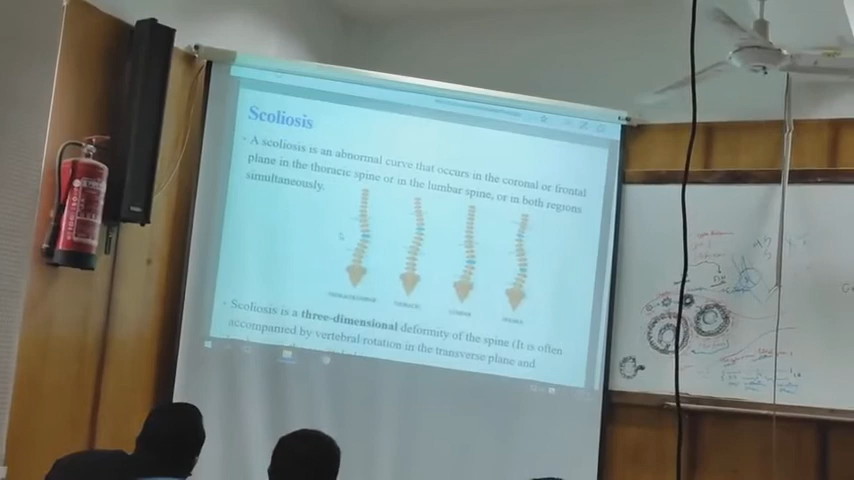 Scoliosis
• A scoliosis is an abnormal curve that occurs in the coronal or frontal
plane in the thoracic spine or in the lumbar spine, or in both regions
simultaneously.
THORACIC
LUMBAR
• Scoliosis is a three-dimensional deformity of the spine (It is often
accompanied by vertebral rotation in the transverse plane and